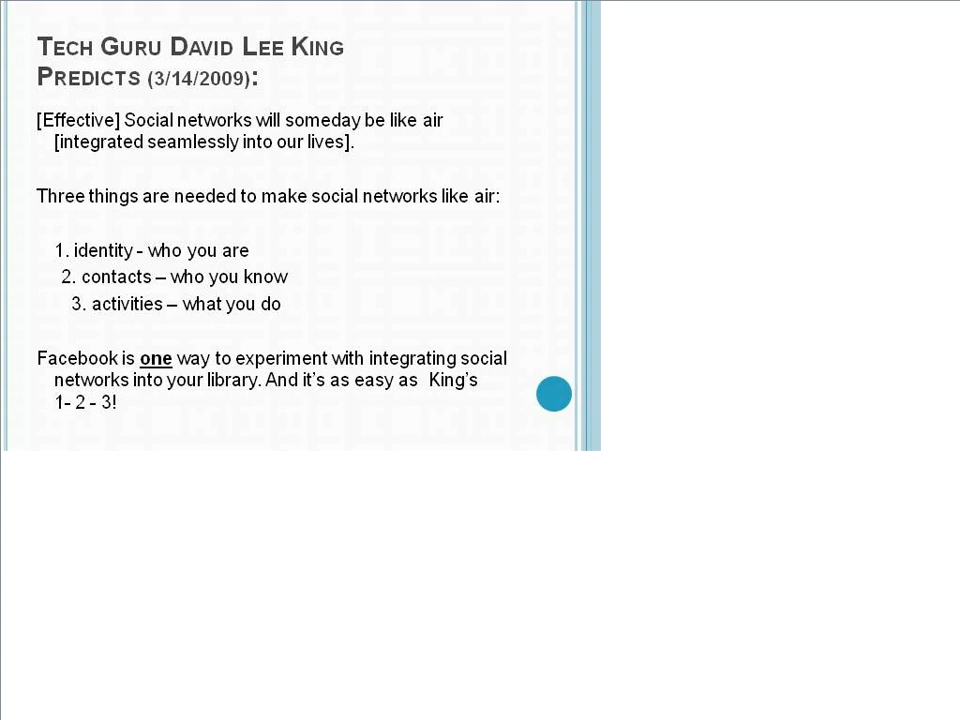 Tech Guru David Lee King
Predicts (3/14/2009):
[Effective] Social networks will someday be like air
[integrated seamlessly into our lives].
Three things are needed to make social networks like air:
1. identity - who you are
2. contacts – who you know
3. activities – what you do
Facebook is one way to experiment with integrating social
networks into your library. And it's as easy as King's
1- 2 - 3!